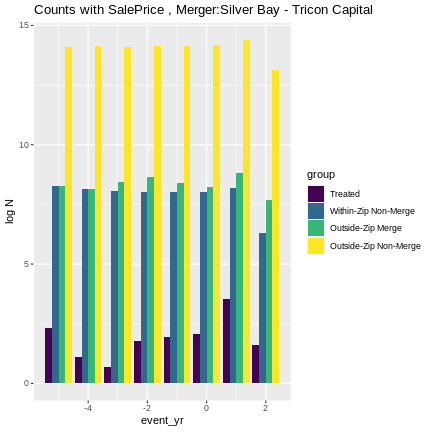 Counts with SalePrice , Merger:Silver Bay - Tricon Capital
15
10
5
0
log N
-4
-2
0
2
event_yr
group
Treated
Within-Zip Non-Merge
Outside-Zip Merge
Outside-Zip Non-Merge